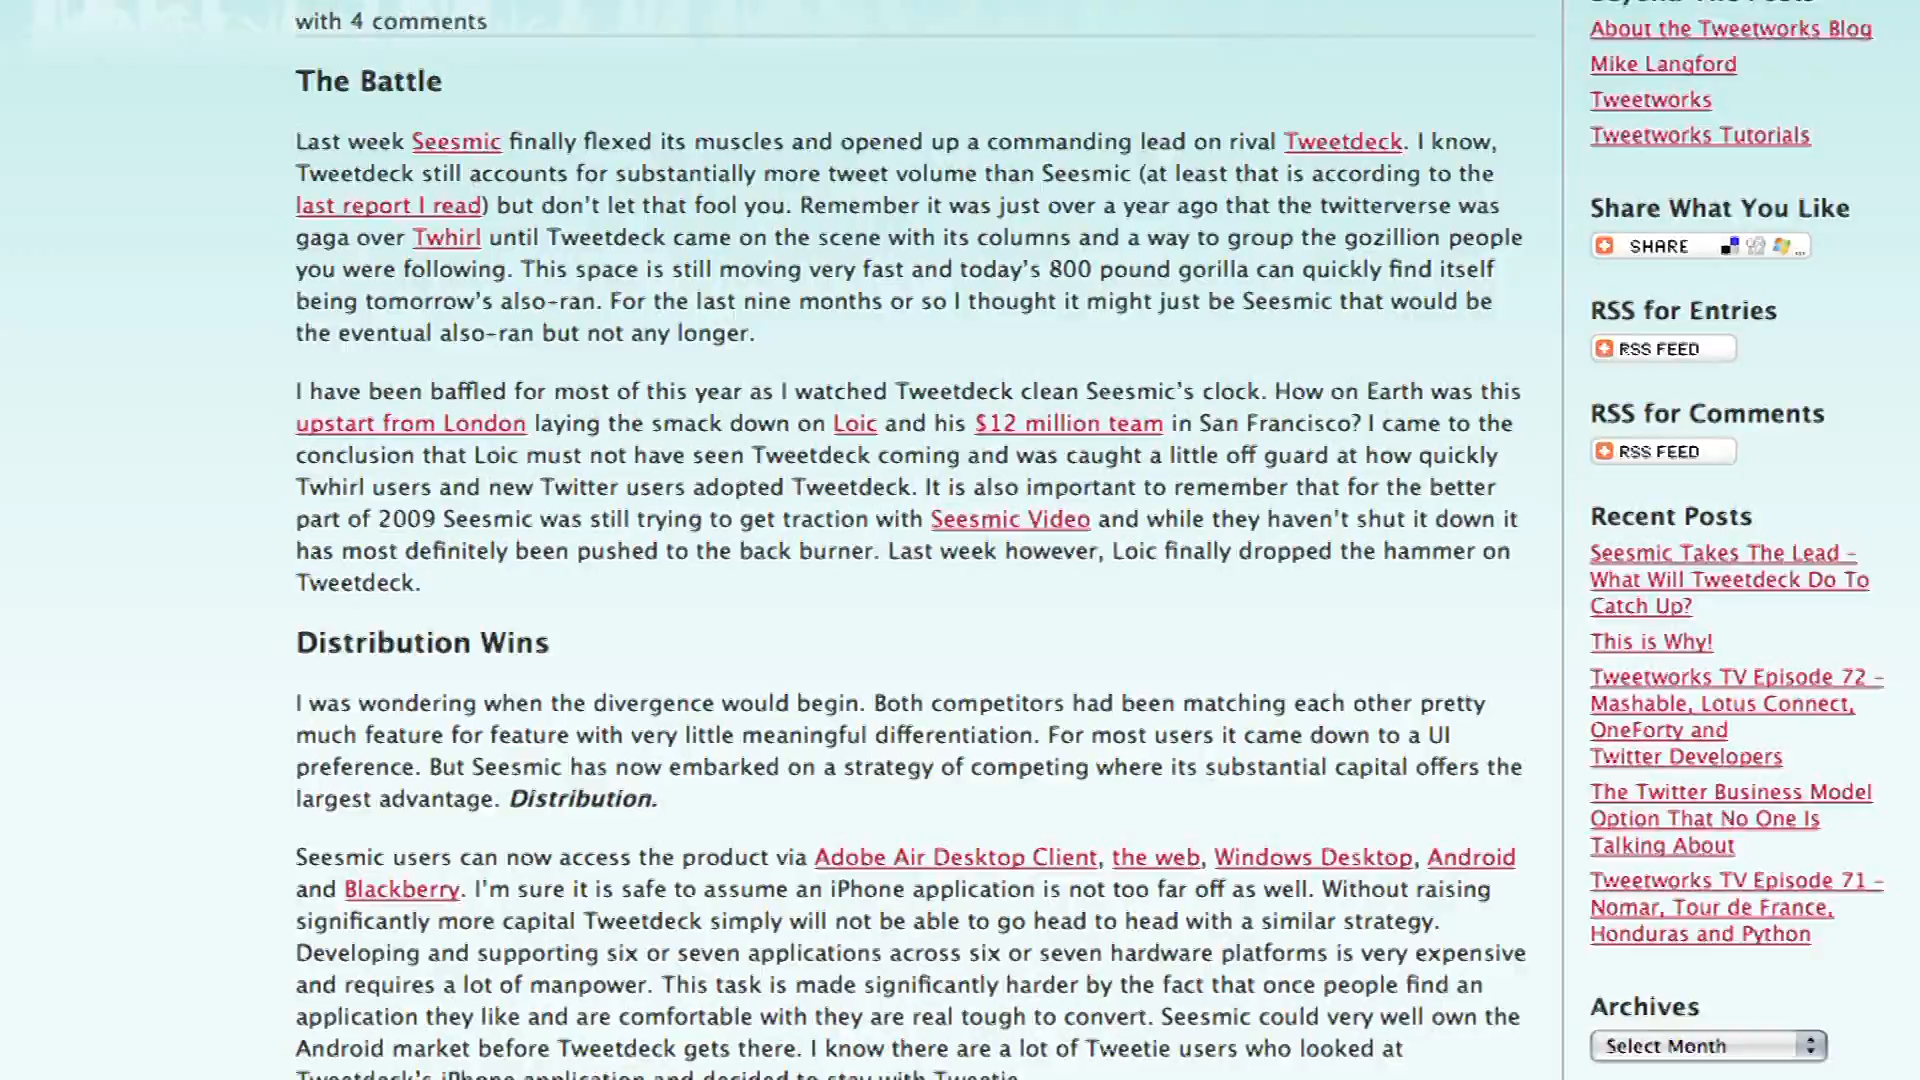 with 4 comments
The Battle
Last week Seesmic finally flexed its muscles and opened up a commanding lead on rival Tweetdeck. I know,
Tweetdeck still accounts for substantially more tweet volume than Seesmic (at least that is according to the
last report I read) but don't let that fool you. Remember it was just over a year ago that the twitterverse was
gaga over Twhirl until Tweetdeck came on the scene with its columns and a way to group the gozillion people
you were following. This space is still moving very fast and today's 800 pound gorilla can quickly find itself
being tomorrow's also-ran. For the last nine months or so I thought it might just be Seesmic that would be
the eventual also-ran but not any longer.
I have been baffled for most of this year as I watched Tweetdeck clean Seesmic's clock. How on Earth was this
upstart from London laying the smack down on Loic and his $12 million team in San Francisco? I came to the
conclusion that Loic must not have seen Tweetdeck coming and was caught a little off guard at how quickly
Twhirl users and new Twitter users adopted Tweetdeck. It is also important to remember that for the better
part of 2009 Seesmic was still trying to get traction with Seesmic Video and while they haven't shut it down it
has most definitely been pushed to the back burner. Last week however, Loic finally dropped the hammer on
Tweetdeck.
Distribution Wins
I was wondering when the divergence would begin. Both competitors had been matching each other pretty
much feature for feature with very little meaningful differentiation. For most users it came down to a UI
preference. But Seesmic has now embarked on a strategy of competing where its substantial capital offers the
largest advantage. Distribution.
Seesmic users can now access the product via Adobe Air Desktop Client, the web, Windows Desktop, Android
and Blackberry. I'm sure it is safe to assume an iPhone application is not too far off as well. Without raising
significantly more capital Tweetdeck simply will not be able to go head to head with a similar strategy.
Developing and supporting six or seven applications across six or seven hardware platforms is very expensive
and requires a lot of manpower. This task is made significantly harder by the fact that once people find an
application they like and are comfortable with they are real tough to convert. Seesmic could very well own the
Android market before Tweetdeck gets there. I know there are a lot of Tweetie users who looked at
Tweetdeck's iPhone application and decided to stay with Tweetie.
Beyond The Posts
About the Tweetworks Blog
Mike Langford
Tweetworks
Tweetworks Tutorials
Share What You Like
SHARE ...
RSS for Entries
RSS FEED
RSS for Comments
RSS FEED
Recent Posts
Seesmic Takes The Lead –
What Will Tweetdeck Do To
Catch Up?
This is Why!
Tweetworks TV Episode 72 –
Mashable, Lotus Connect,
OneForty and
Twitter Developers
The Twitter Business Model
Option That No One Is
Talking About
Tweetworks TV Episode 71 –
Nomar, Tour de France,
Honduras and Python
Archives
Select Month